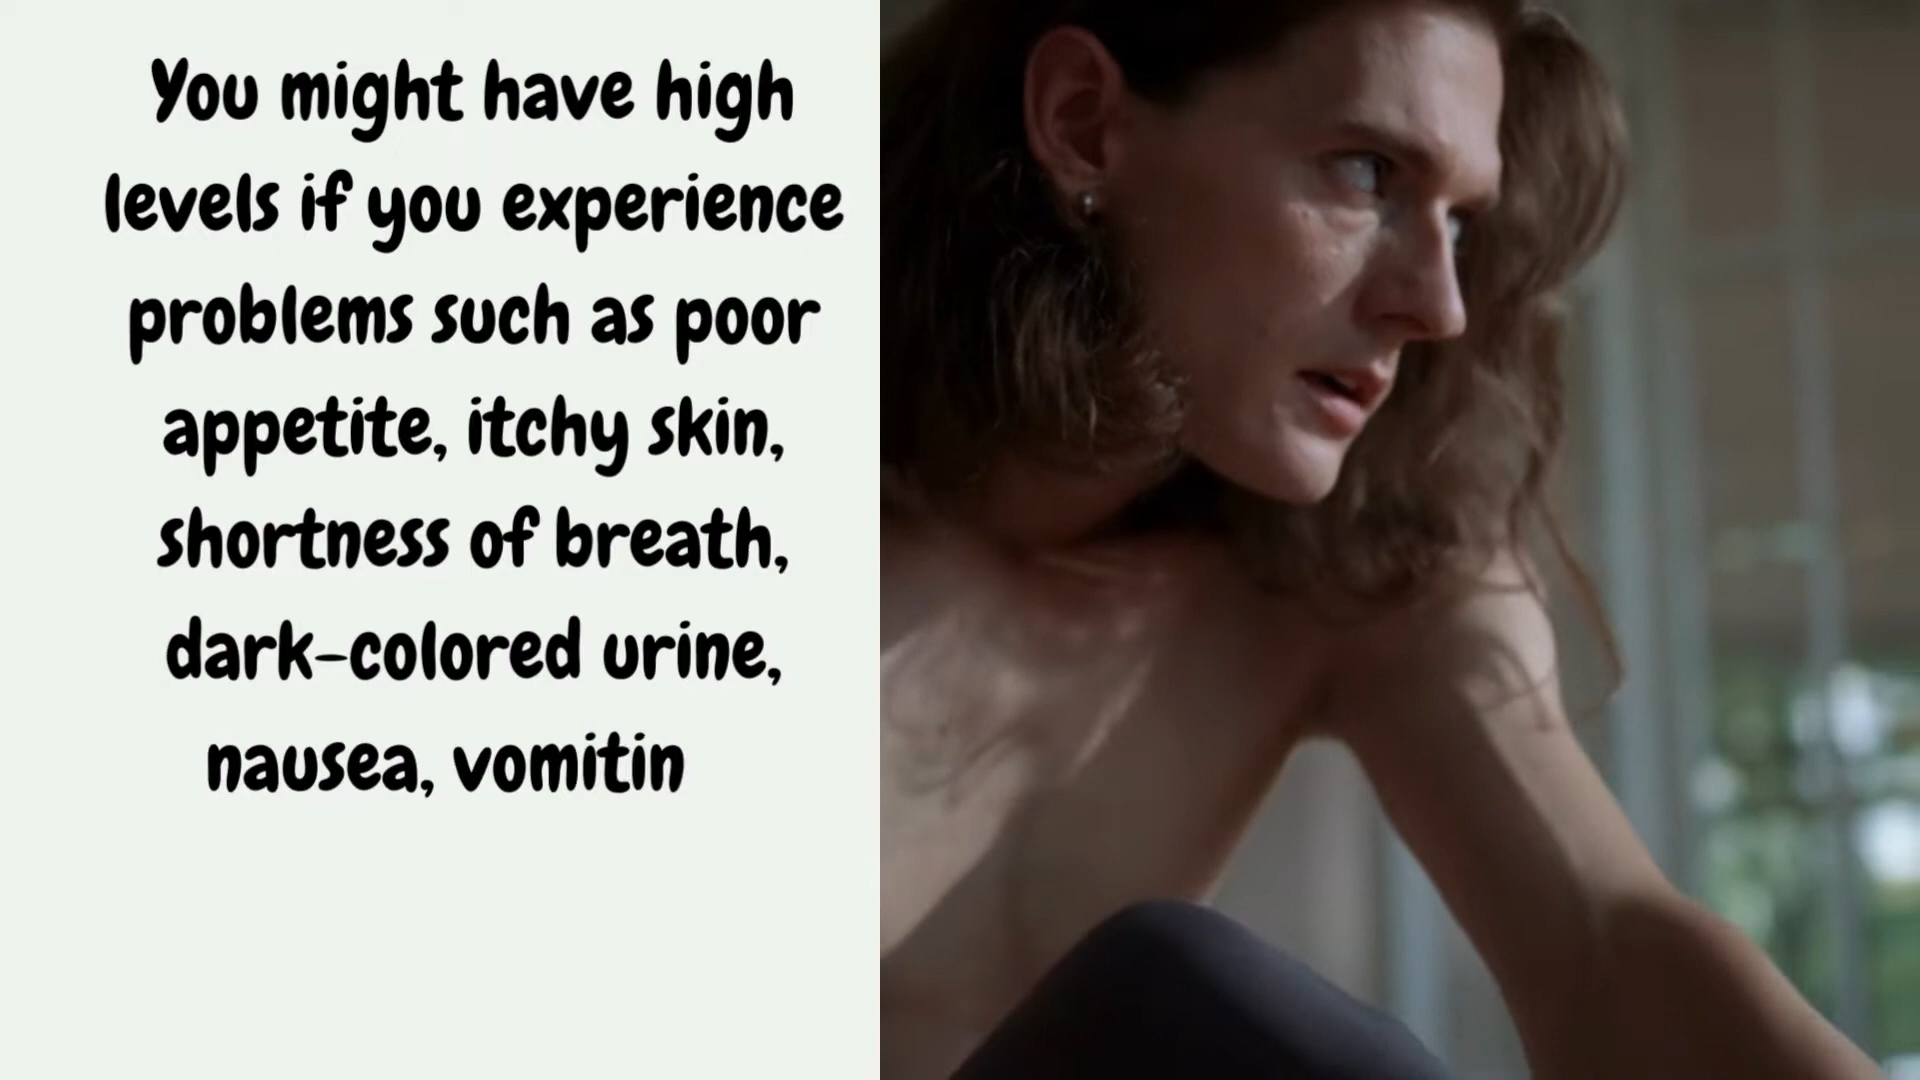 You might have high
levels if you experience
problems such as poor
appetite, itchy skin,
shortness of breath,
dark-colored urine,
nausea, vomitin